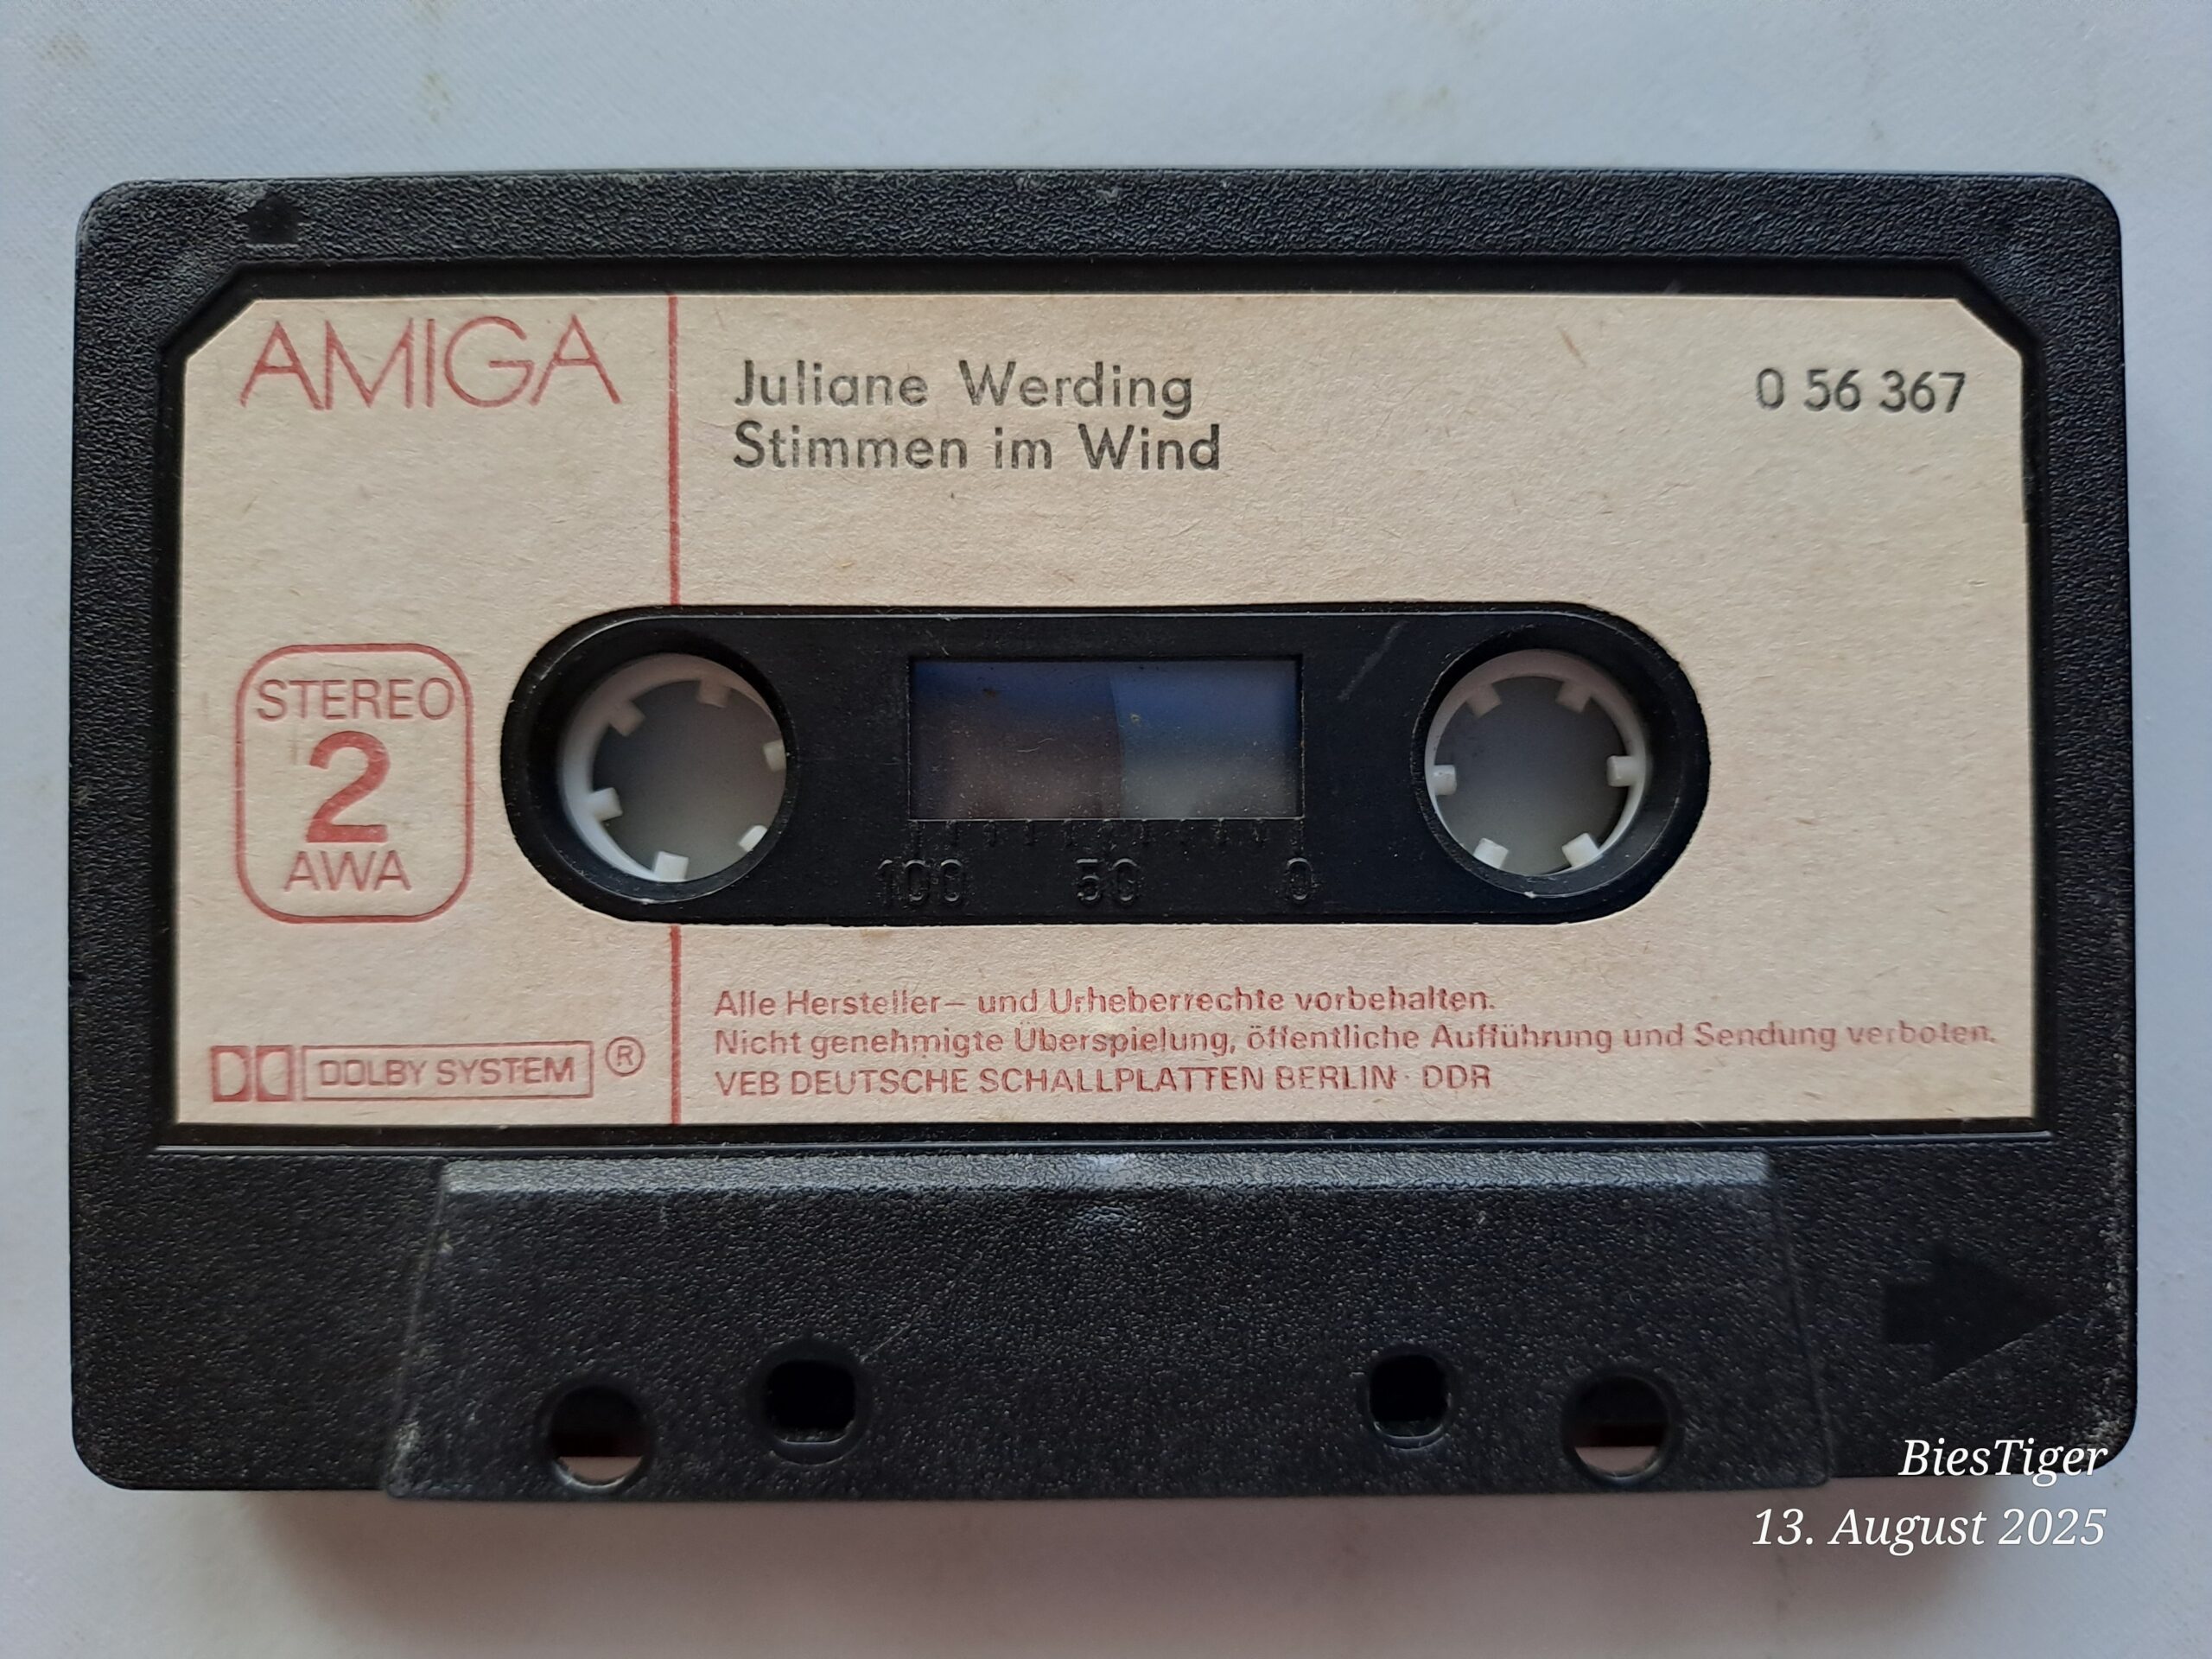 AMIGA
Juliane Werding
Stimmen im Wind
0 56 367
STEREO
2
AWA
100 50 0
DOLBY SYSTEM ®
Alle Hersteller- und Urheberrechte vorbehalten.
Nicht genehmigte Überspielung, öffentliche Aufführung und Sendung verboten.
VEB DEUTSCHE SCHALLPLATTEN BERLIN · DDR
BiesTiger
13. August 2025